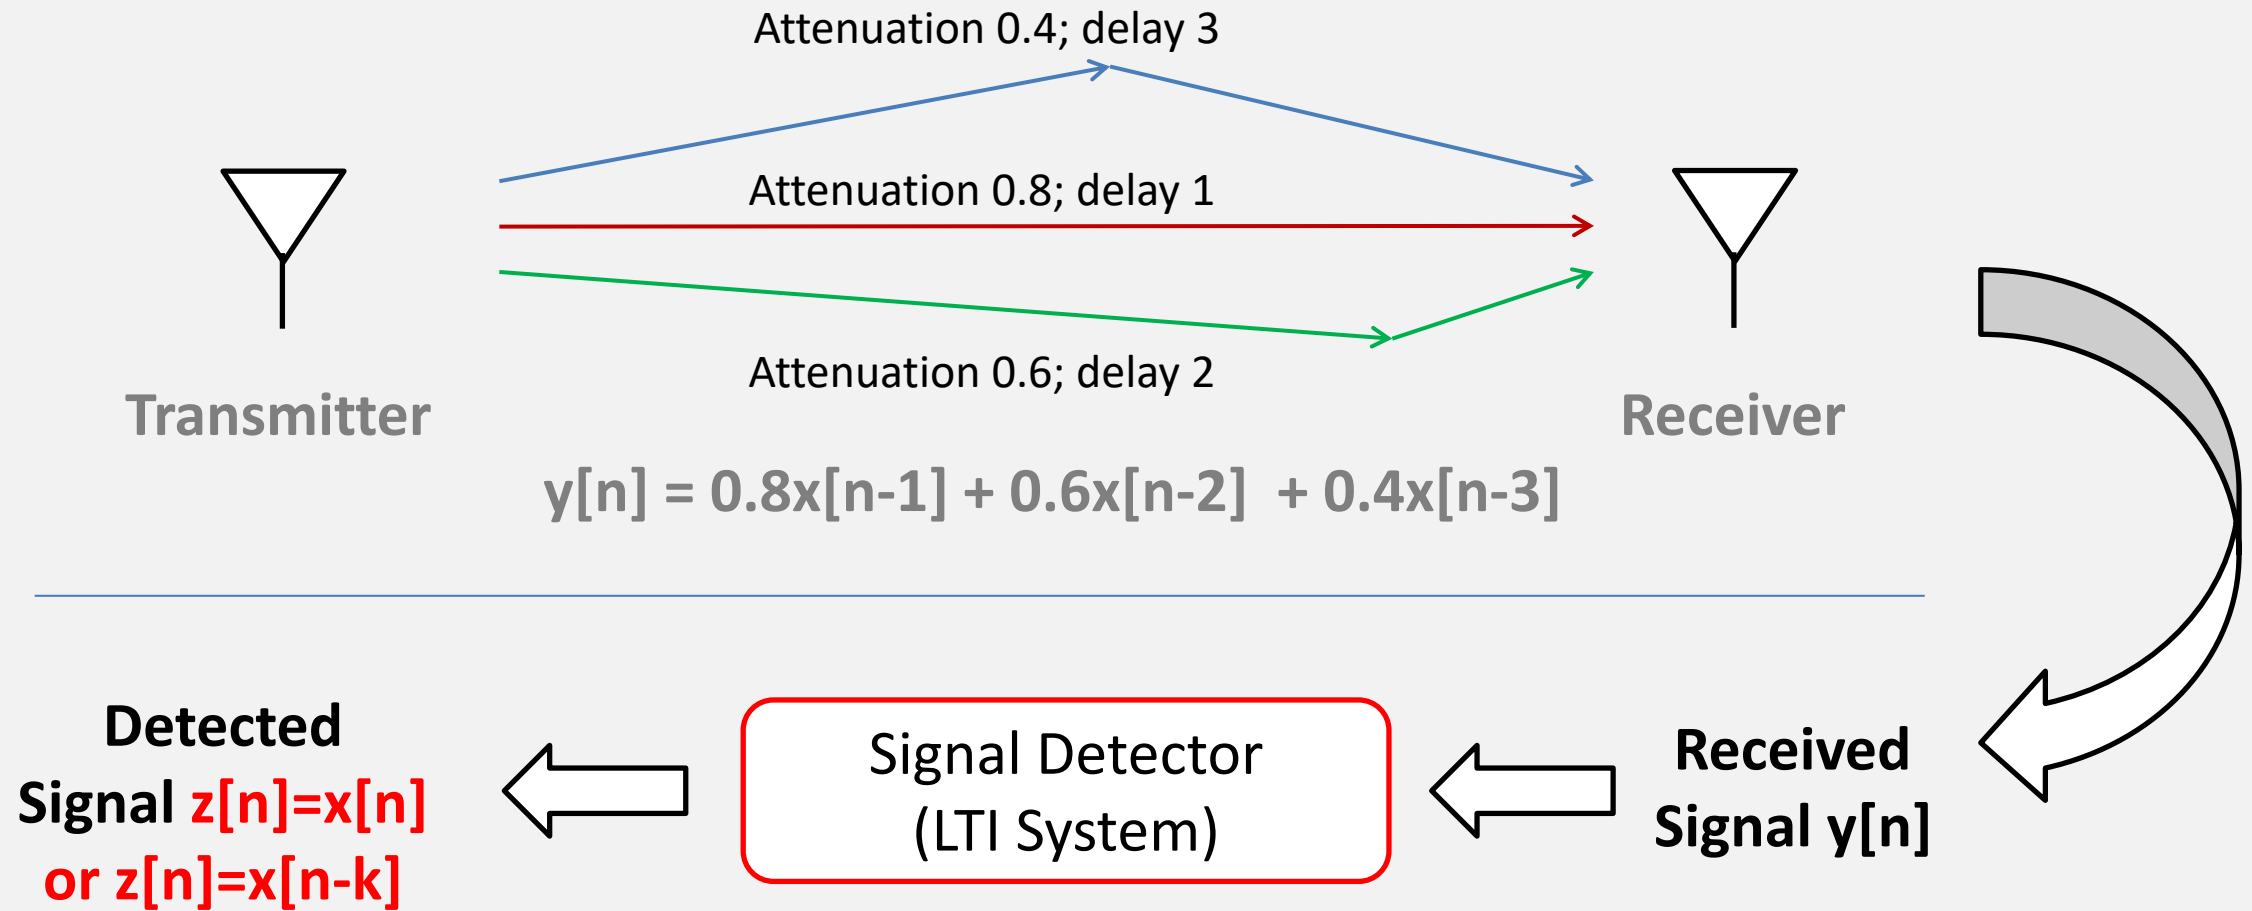 Attenuation 0.4; delay 3
Attenuation 0.8; delay 1
Attenuation 0.6; delay 2
Transmitter
Receiver
y[n] = 0.8x[n-1] + 0.6x[n-2] + 0.4x[n-3]
Detected
Signal z[n]=x[n]
or z[n]=x[n-k]
Signal Detector
(LTI System)
Received
Signal y[n]